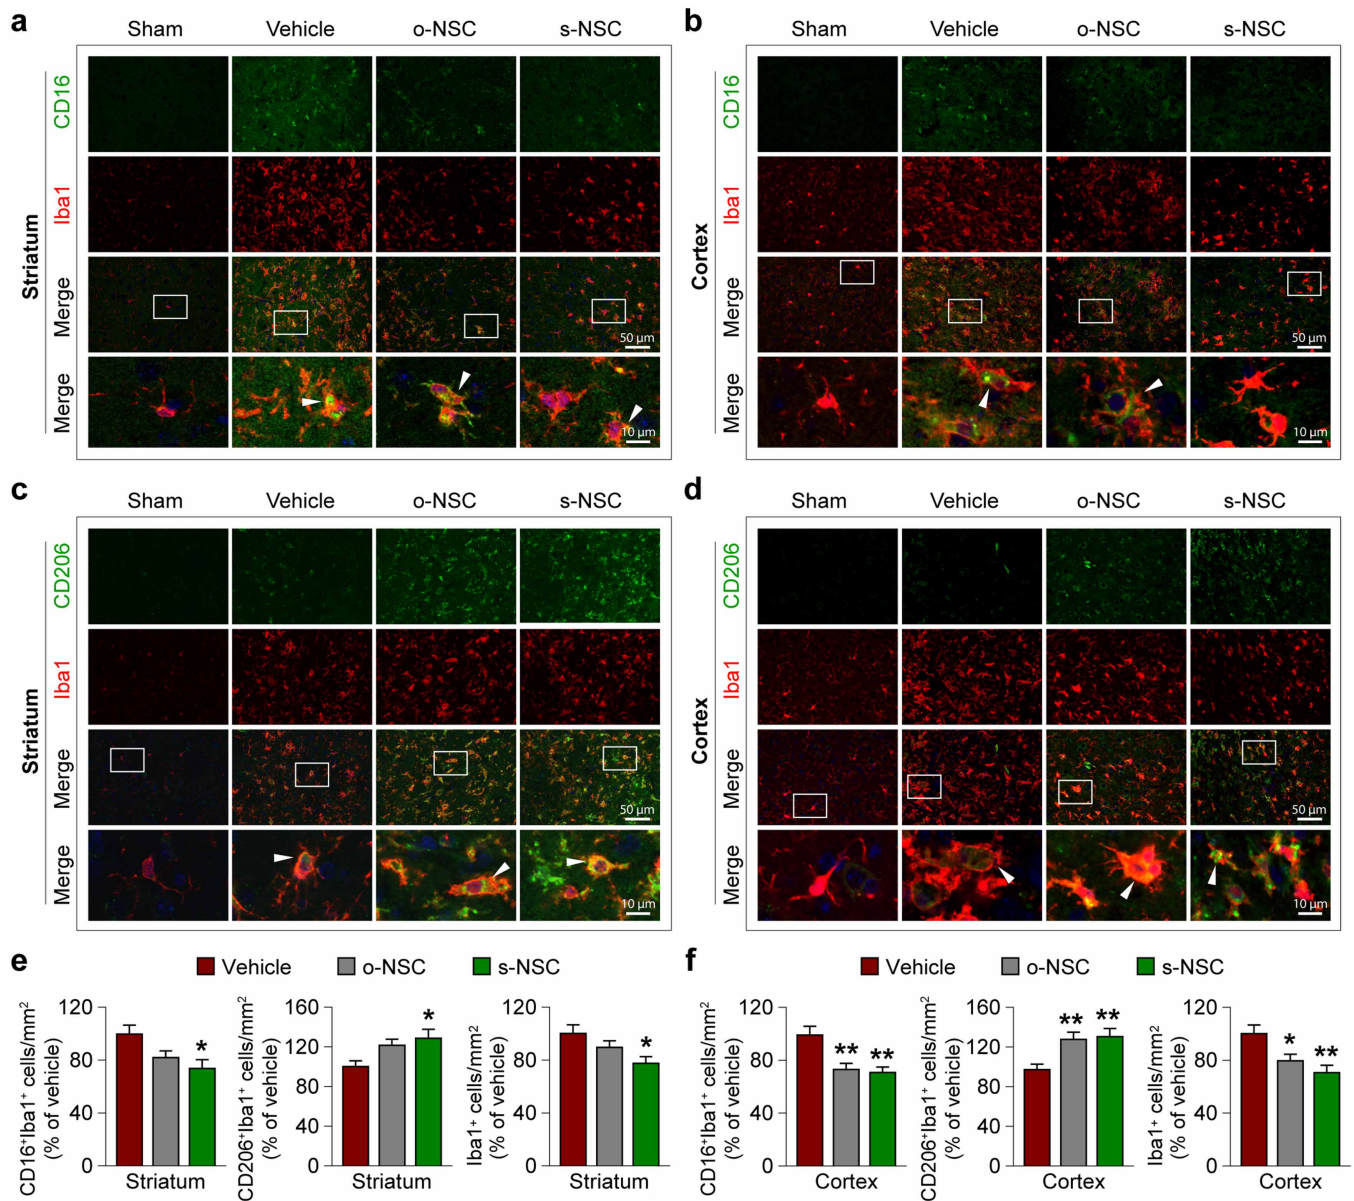 a
Sham Vehicle o-NSC s-NSC
Striatum
CD16
Iba1
Merge
50 µm
Merge
10 µm
b
Sham Vehicle o-NSC s-NSC
Cortex
CD16
Iba1
Merge
50 µm
Merge
10 µm
c
Sham Vehicle o-NSC s-NSC
Striatum
CD206
Iba1
Merge
50 µm
Merge
10 µm
d
Sham Vehicle o-NSC s-NSC
Cortex
CD206
Iba1
Merge
50 µm
Merge
10 µm
e
Vehicle o-NSC s-NSC
CD16⁺Iba1⁺ cells/mm²
(% of vehicle)
120
80
40
0
*
Striatum
CD206⁺Iba1⁺ cells/mm²
(% of vehicle)
160
120
80
40
0
*
Striatum
Iba1⁺ cells/mm²
(% of vehicle)
120
80
40
0
*
Striatum
f
Vehicle o-NSC s-NSC
CD16⁺Iba1⁺ cells/mm²
(% of vehicle)
120
80
40
0
** **
Cortex
CD206⁺Iba1⁺ cells/mm²
(% of vehicle)
160
120
80
40
0
** **
Cortex
Iba1⁺ cells/mm²
(% of vehicle)
120
80
40
0
* **
Cortex